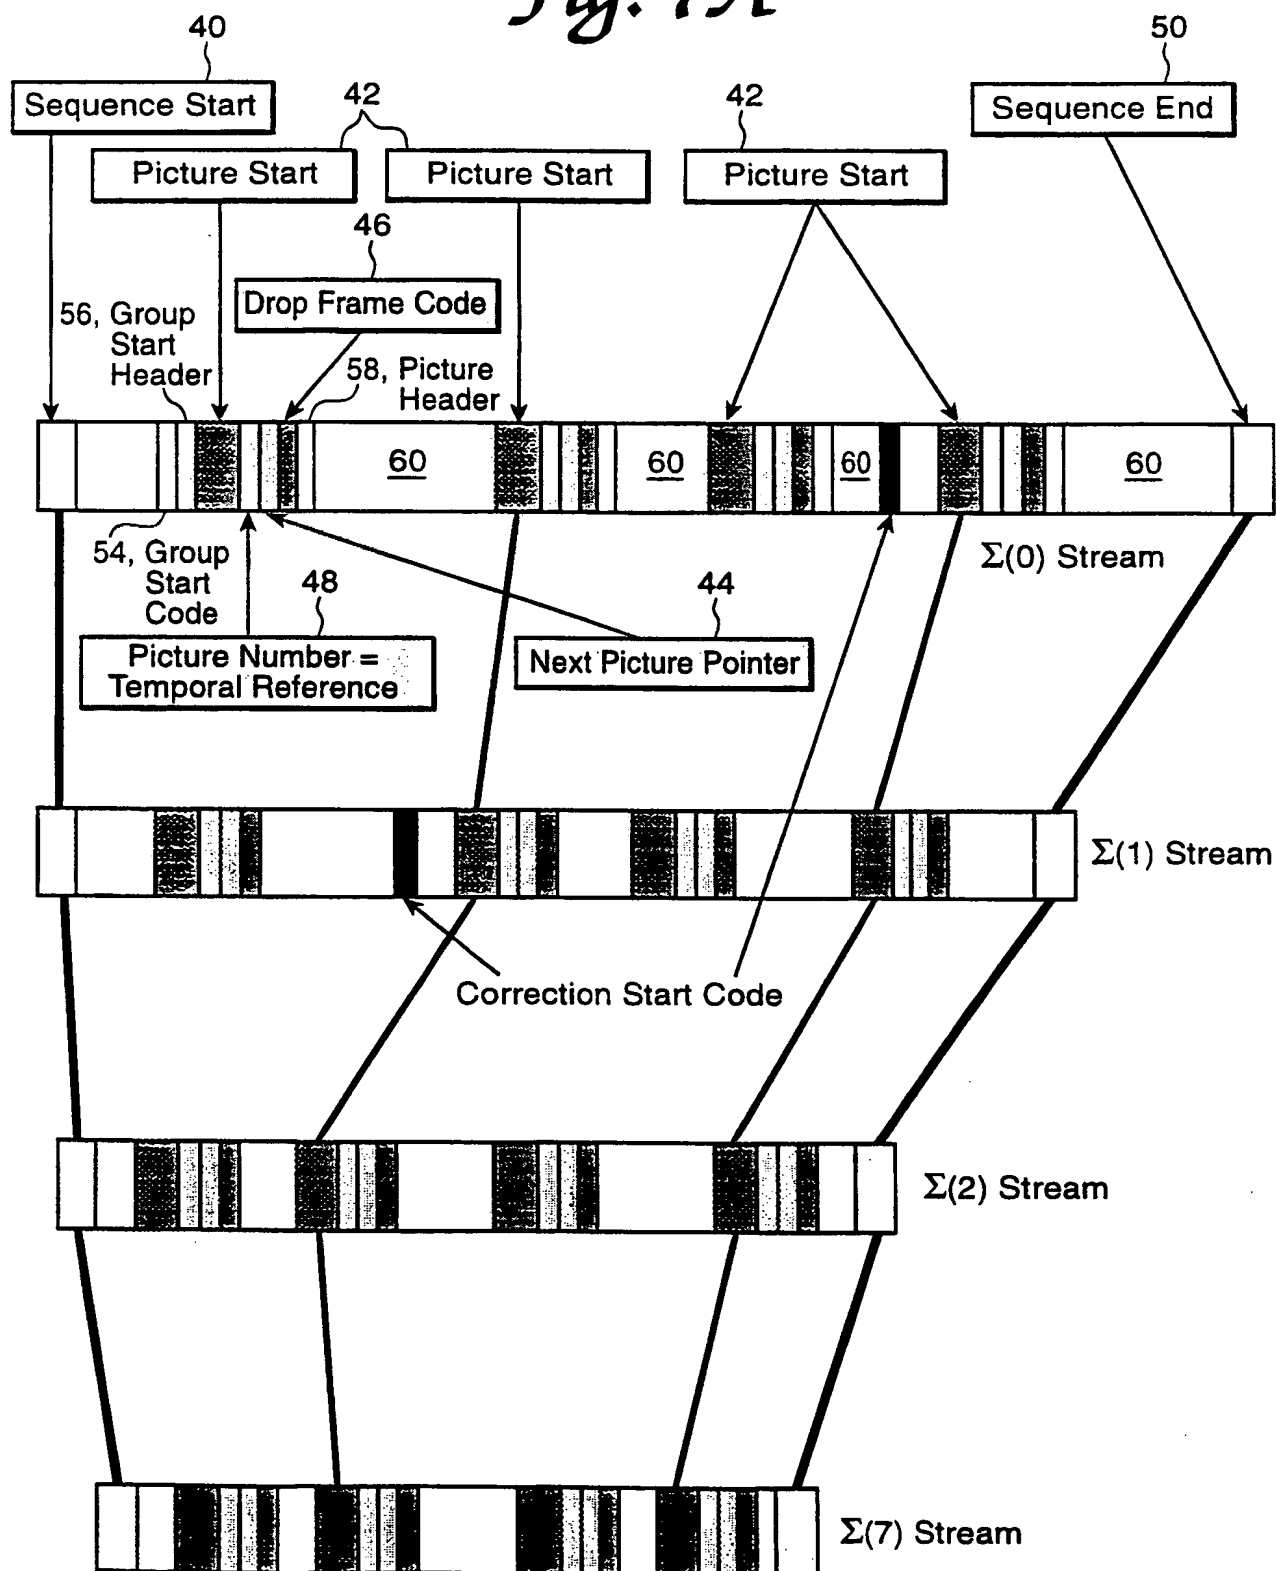 40
50
Sequence Start
42
42
Sequence End
Picture Start
Picture Start
Picture Start
46
Drop Frame Code
56, Group
Start
Header
58, Picture
Header
60
60
60
60
54, Group
Start
Code
Σ(0) Stream
48
44
Picture Number =
Temporal Reference
Next Picture Pointer
Σ(1) Stream
Correction Start Code
Σ(2) Stream
Σ(7) Stream